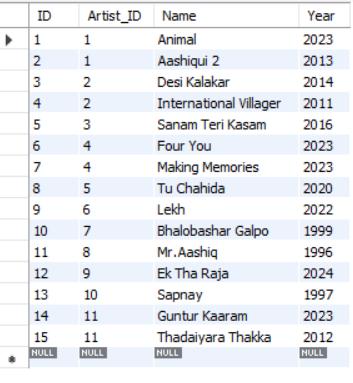 ID Artist_ID Name Year
1 1 Animal 2023
2 1 Aashiqui 2 2013
3 2 Desi Kalakar 2014
4 2 International Villager 2011
5 3 Sanam Teri Kasam 2016
6 4 Four You 2023
7 4 Making Memories 2023
8 5 Tu Chahida 2020
9 6 Lekh 2022
10 7 Bhalobashar Galpo 1999
11 8 Mr.Aashiq 1996
12 9 Ek Tha Raja 2024
13 10 Sapnay 1997
14 11 Guntur Kaaram 2023
15 11 Thadaiyara Thakka 2012
NULL NULL NULL NULL